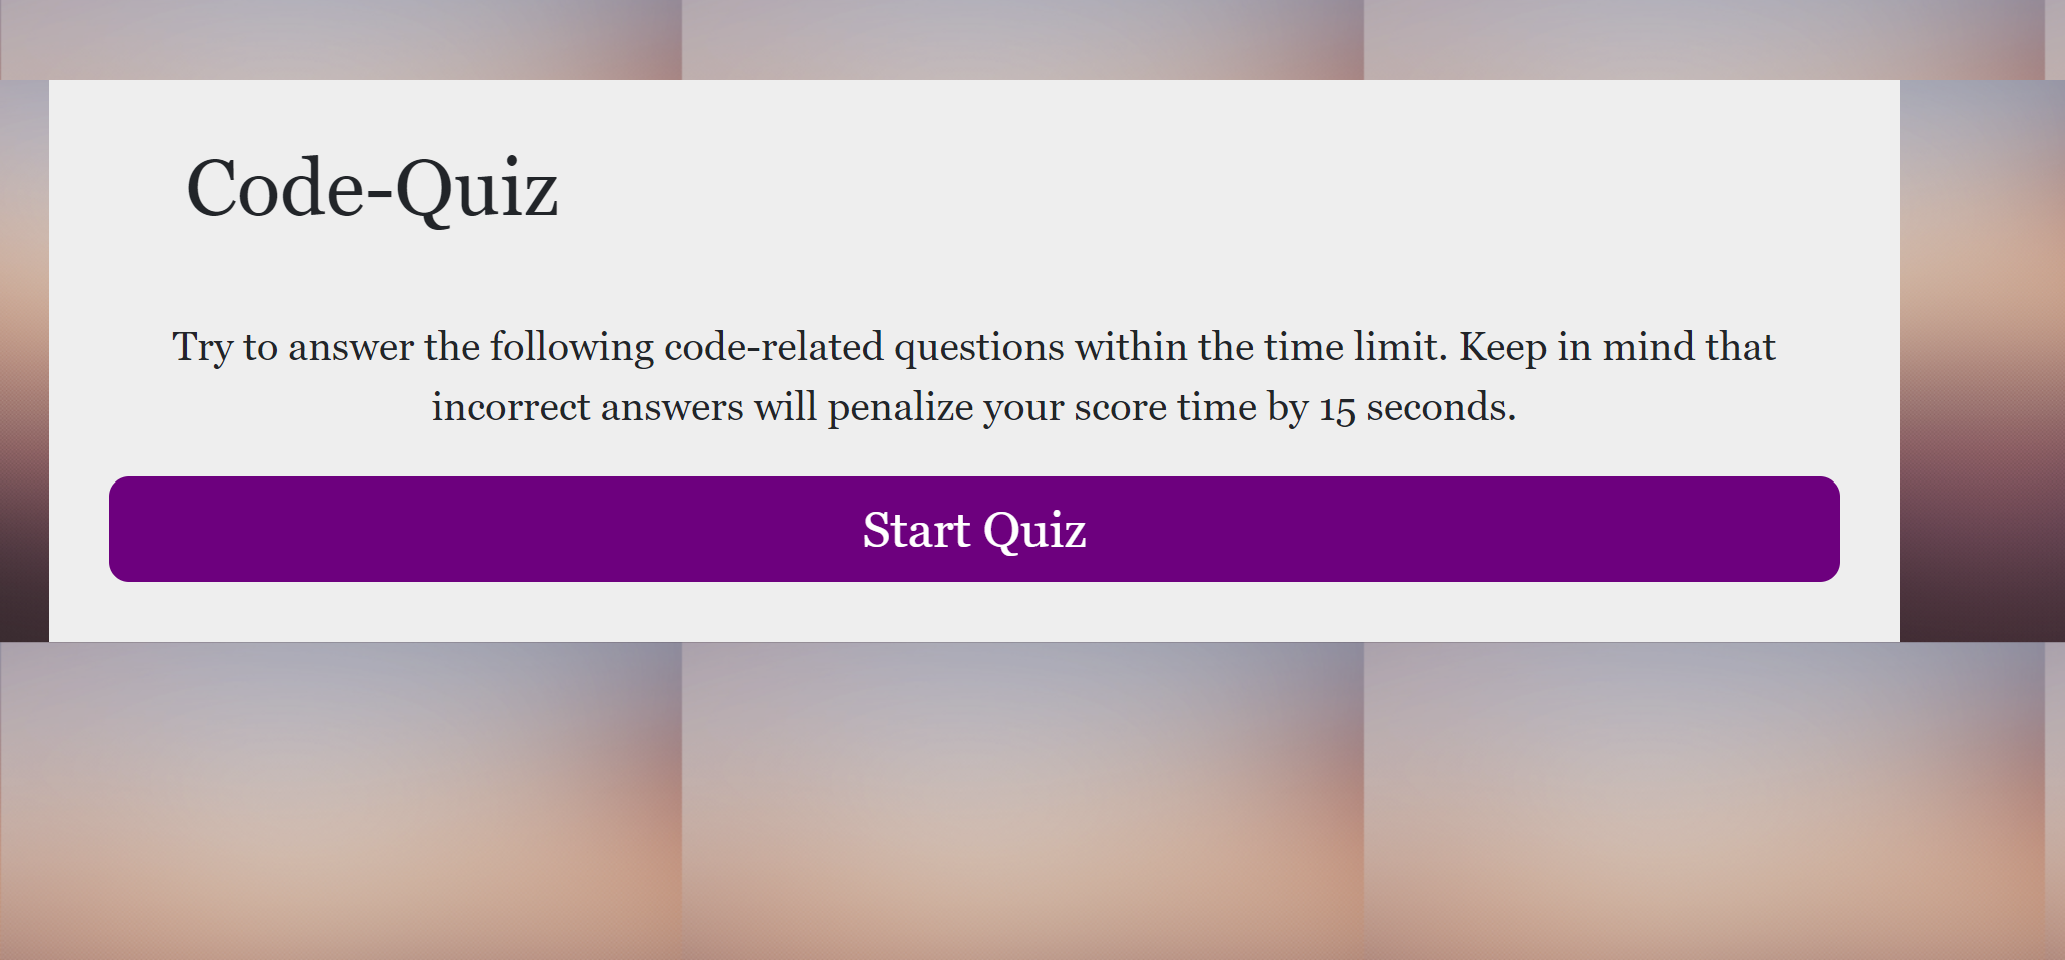 Code-Quiz
Try to answer the following code-related questions within the time limit. Keep in mind that
incorrect answers will penalize your score time by 15 seconds.
Start Quiz